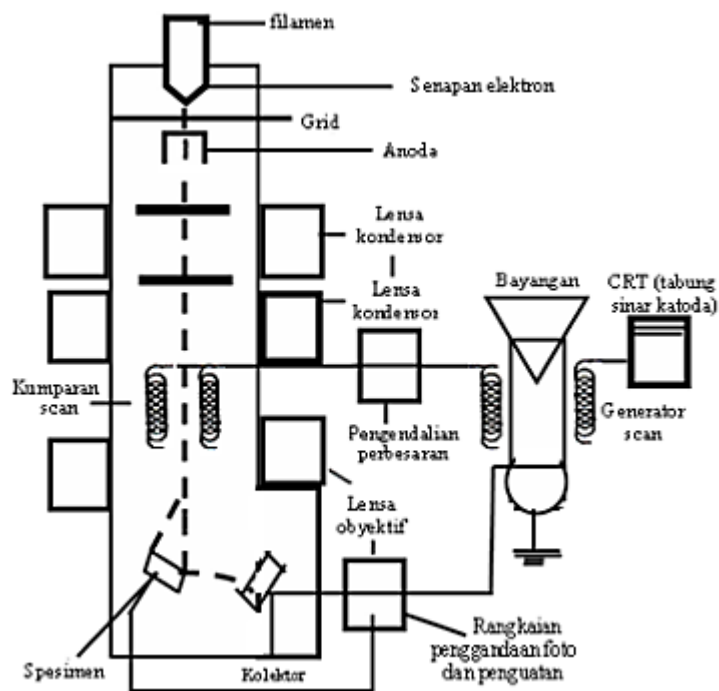 filamen
Senapan elektron
Grid
Anoda
Lensa
kondensor
Lensa
kondensor
Bayangan
CRT (tabung
sinar katoda)
Kumparan
scan
Pengendalian
perbesaran
Generator
scan
Lensa
obyektif
Spesimen
Kolektor
Rangkaian
penggandaan foto
dan penguatan